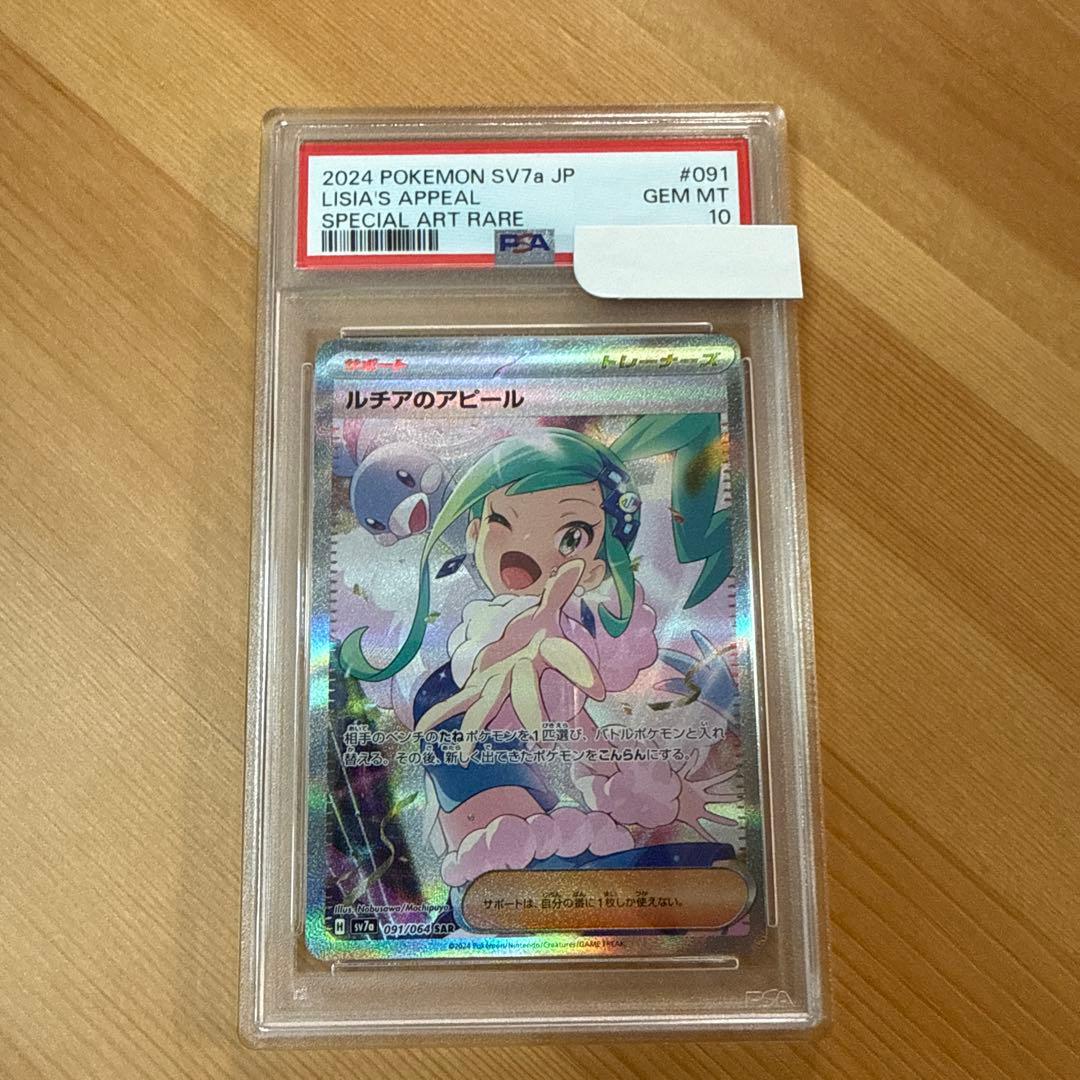 2024 POKEMON SV7a JP #091
LISIA'S APPEAL GEM MT
SPECIAL ART RARE 10
PSA
サポート トレーナーズ
ルチアのアピール
相手のベンチのたねポケモンを1匹選び、バトルポケモンと入れ
替える。その後、新しく出てきたポケモンをこんらんにする。
サポートは、自分の番に1枚しか使えない。
Illus. Nobusawa/Mochipuyo
H sv7a 091/064 SAR
©2024 Pokémon/Nintendo/Creatures/GAME FREAK
PSA